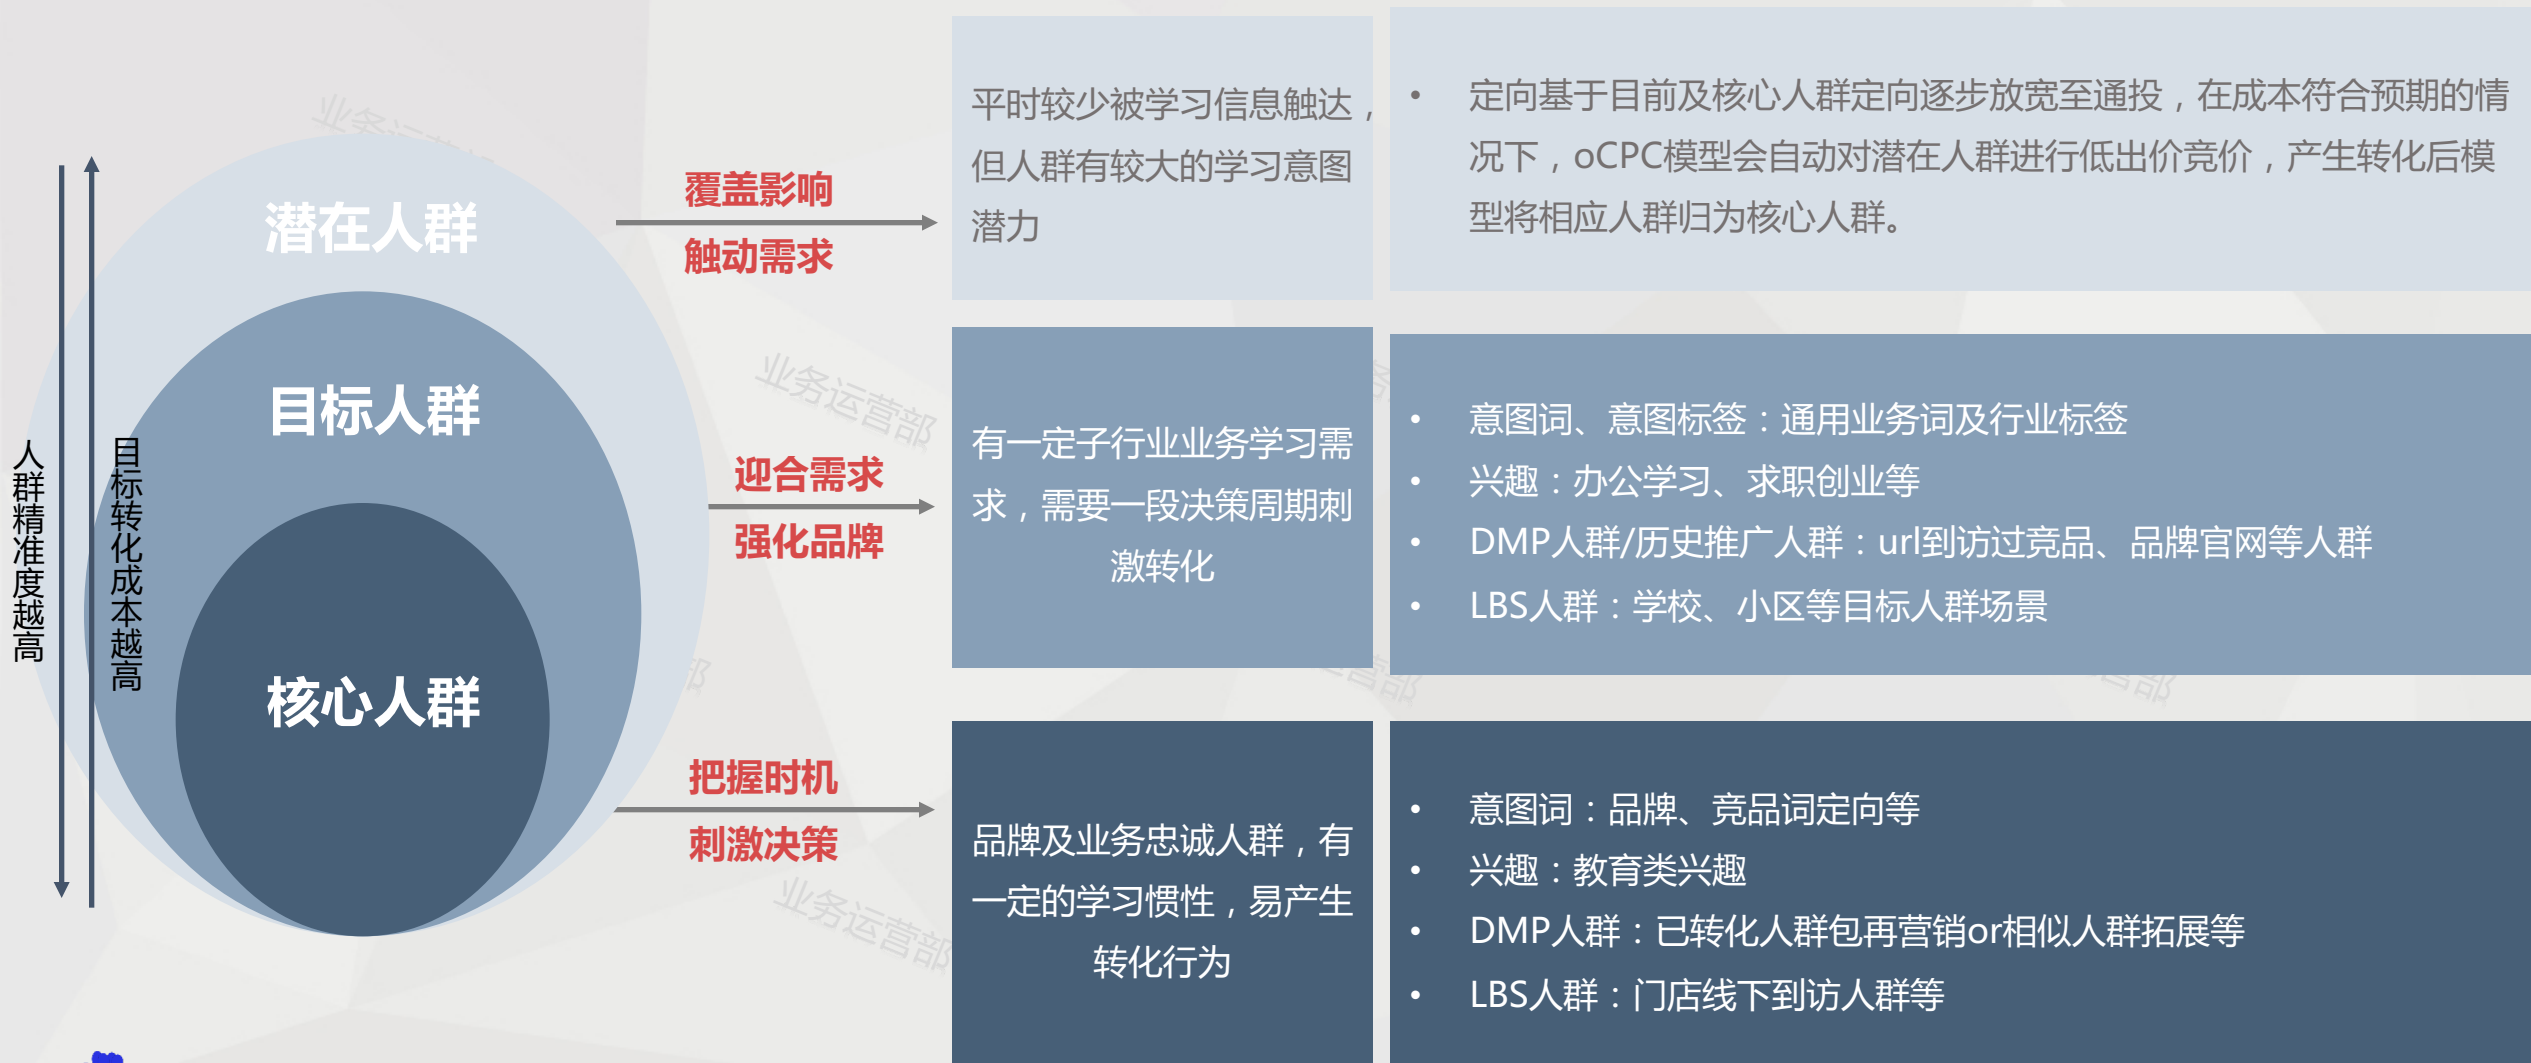 人群精准度越高
目标转化成本越高
潜在人群
目标人群
核心人群
覆盖影响
触动需求
平时较少被学习信息触达，
但人群有较大的学习意图
潜力
• 定向基于目前及核心人群定向逐步放宽至通投，在成本符合预期的情
况下，oCPC模型会自动对潜在人群进行低出价竞价，产生转化后模
型将相应人群归为核心人群。
迎合需求
强化品牌
有一定子行业业务学习需
求，需要一段决策周期刺
激转化
• 意图词、意图标签：通用业务词及行业标签
• 兴趣：办公学习、求职创业等
• DMP人群/历史推广人群：url到访过竞品、品牌官网等人群
• LBS人群：学校、小区等目标人群场景
把握时机
刺激决策
品牌及业务忠诚人群，有
一定的学习惯性，易产生
转化行为
• 意图词：品牌、竞品词定向等
• 兴趣：教育类兴趣
• DMP人群：已转化人群包再营销or相似人群拓展等
• LBS人群：门店线下到访人群等
业务运营部
业务运营部
业务运营部